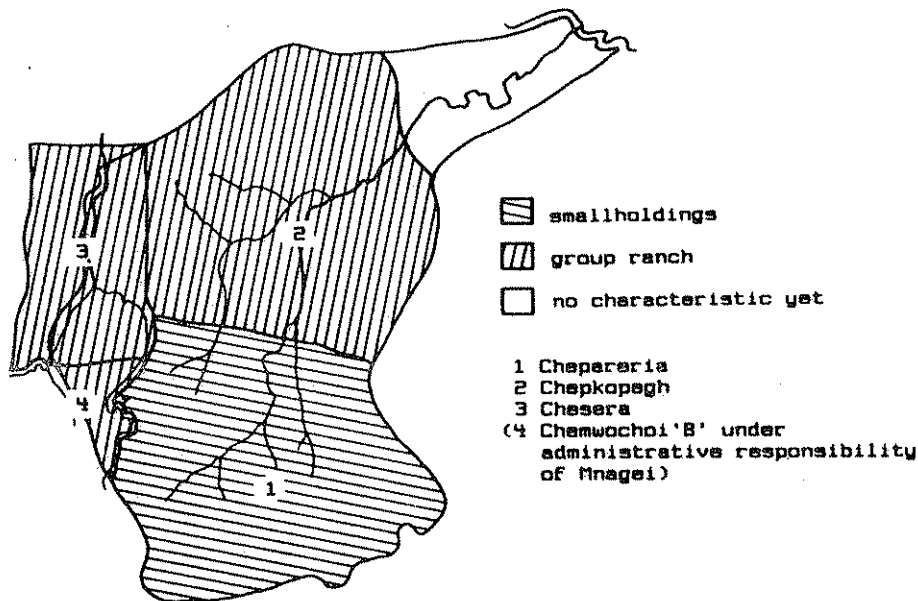 3
2
4
1
smallholdings
group ranch
no characteristic yet
1 Chepareria
2 Chepkopegh
3 Chesera
(4 Chemwochoi'B' under
administrative responsibility
of Mnagei)